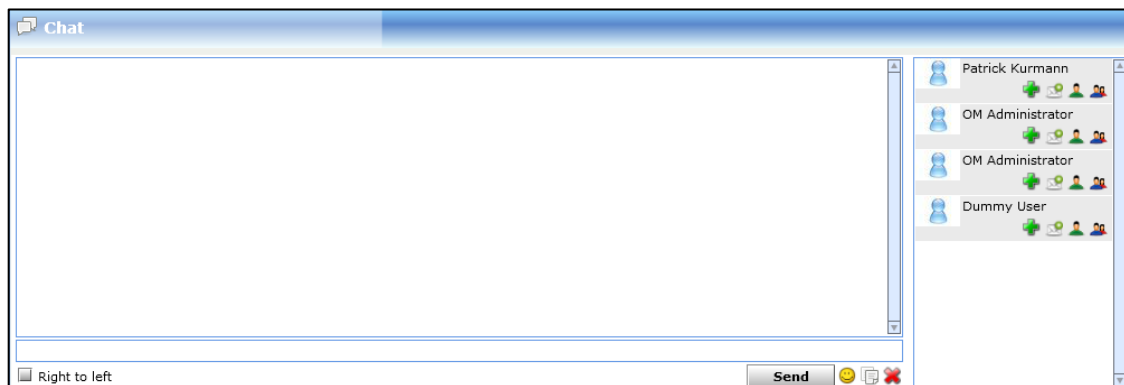 Chat
Patrick Kurmann
OM Administrator
OM Administrator
Dummy User
Right to left
Send